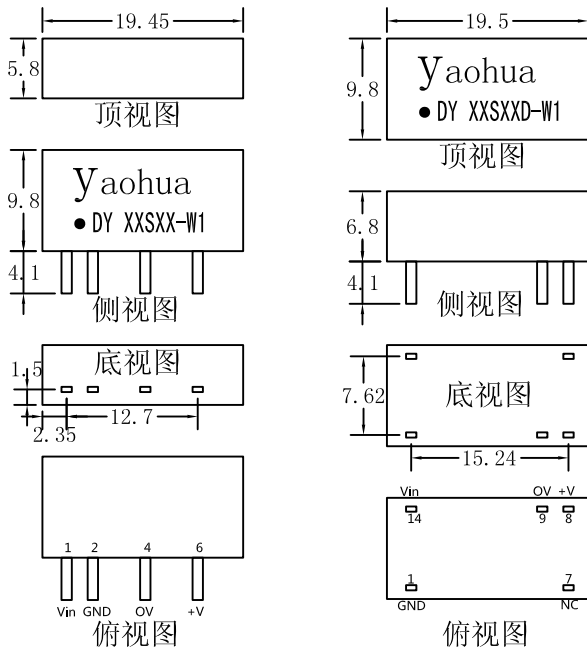 19.45
5.8
顶视图
yaohua
● DY XXSXX-W1
9.8
4.1
侧视图
底视图
1.5
2.35
12.7
1 2 4 6
Vin GND OV +V
俯视图
19.5
yaohua
● DY XXSXXD-W1
9.8
顶视图
6.8
4.1
侧视图
7.62
底视图
15.24
Vin OV +V
14 9 8
1 7
GND NC
俯视图